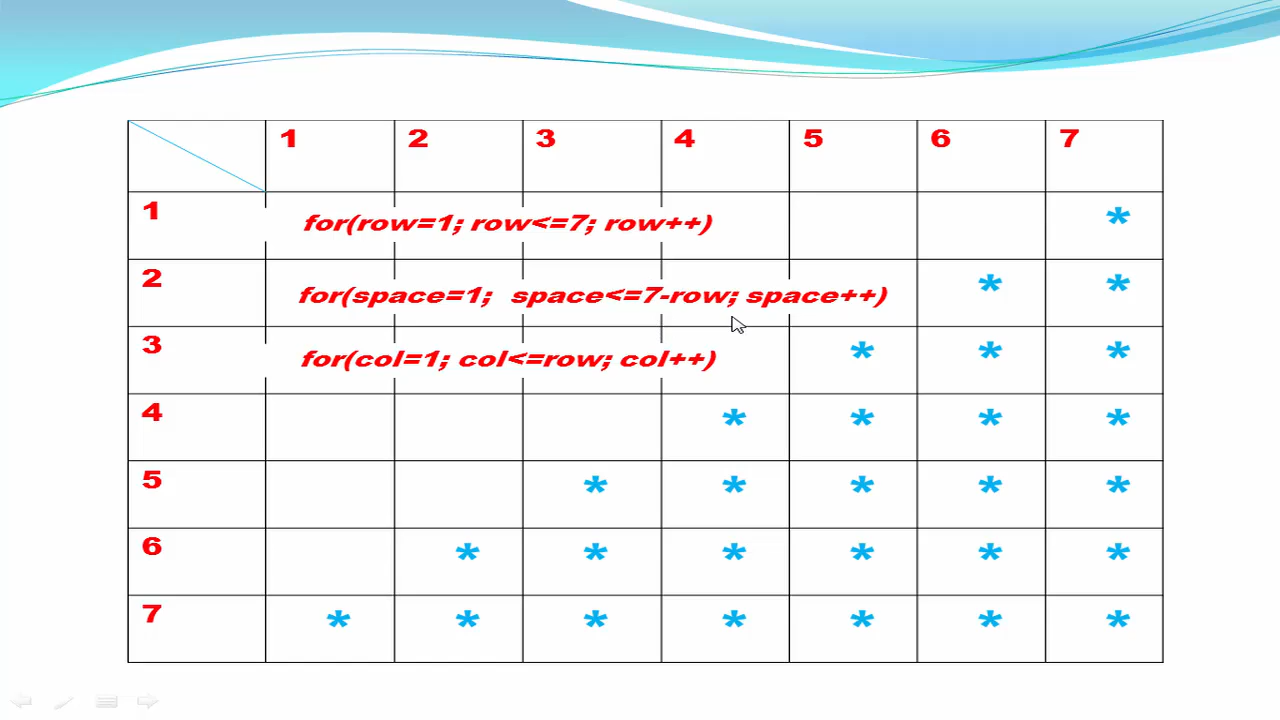 1 2 3 4 5 6 7
1 for(row=1; row<=7; row++) *
2 for(space=1; space<=7-row; space++) * *
3 for(col=1; col<=row; col++) * * *
4 * * * *
5 * * * * *
6 * * * * * *
7 * * * * * * *